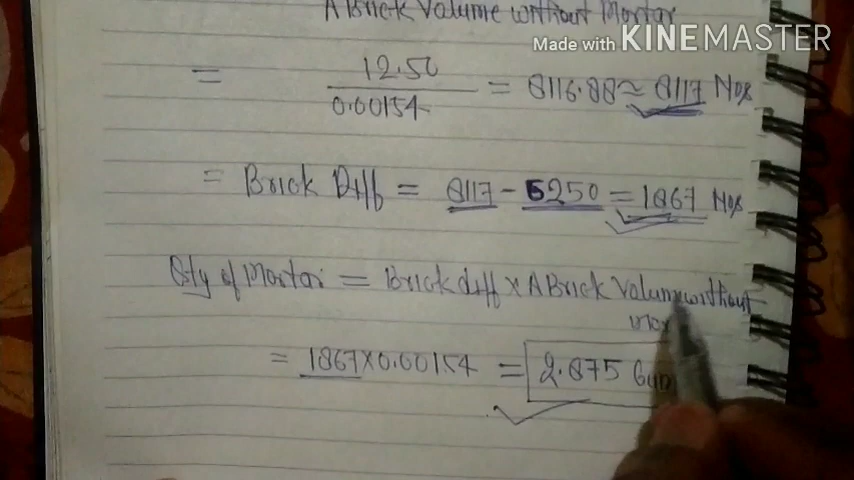 A Brick Volume without Mortar
Made with KINEMASTER
= 12.50
0.00154 = 8116.88 ≈ 8117 Nos
= Brick Diff = 8117 - 6250 = 1867 Nos
Qty of Mortar = Brick diff x A Brick Volume without
= 1867 x 0.00154 = 2.875